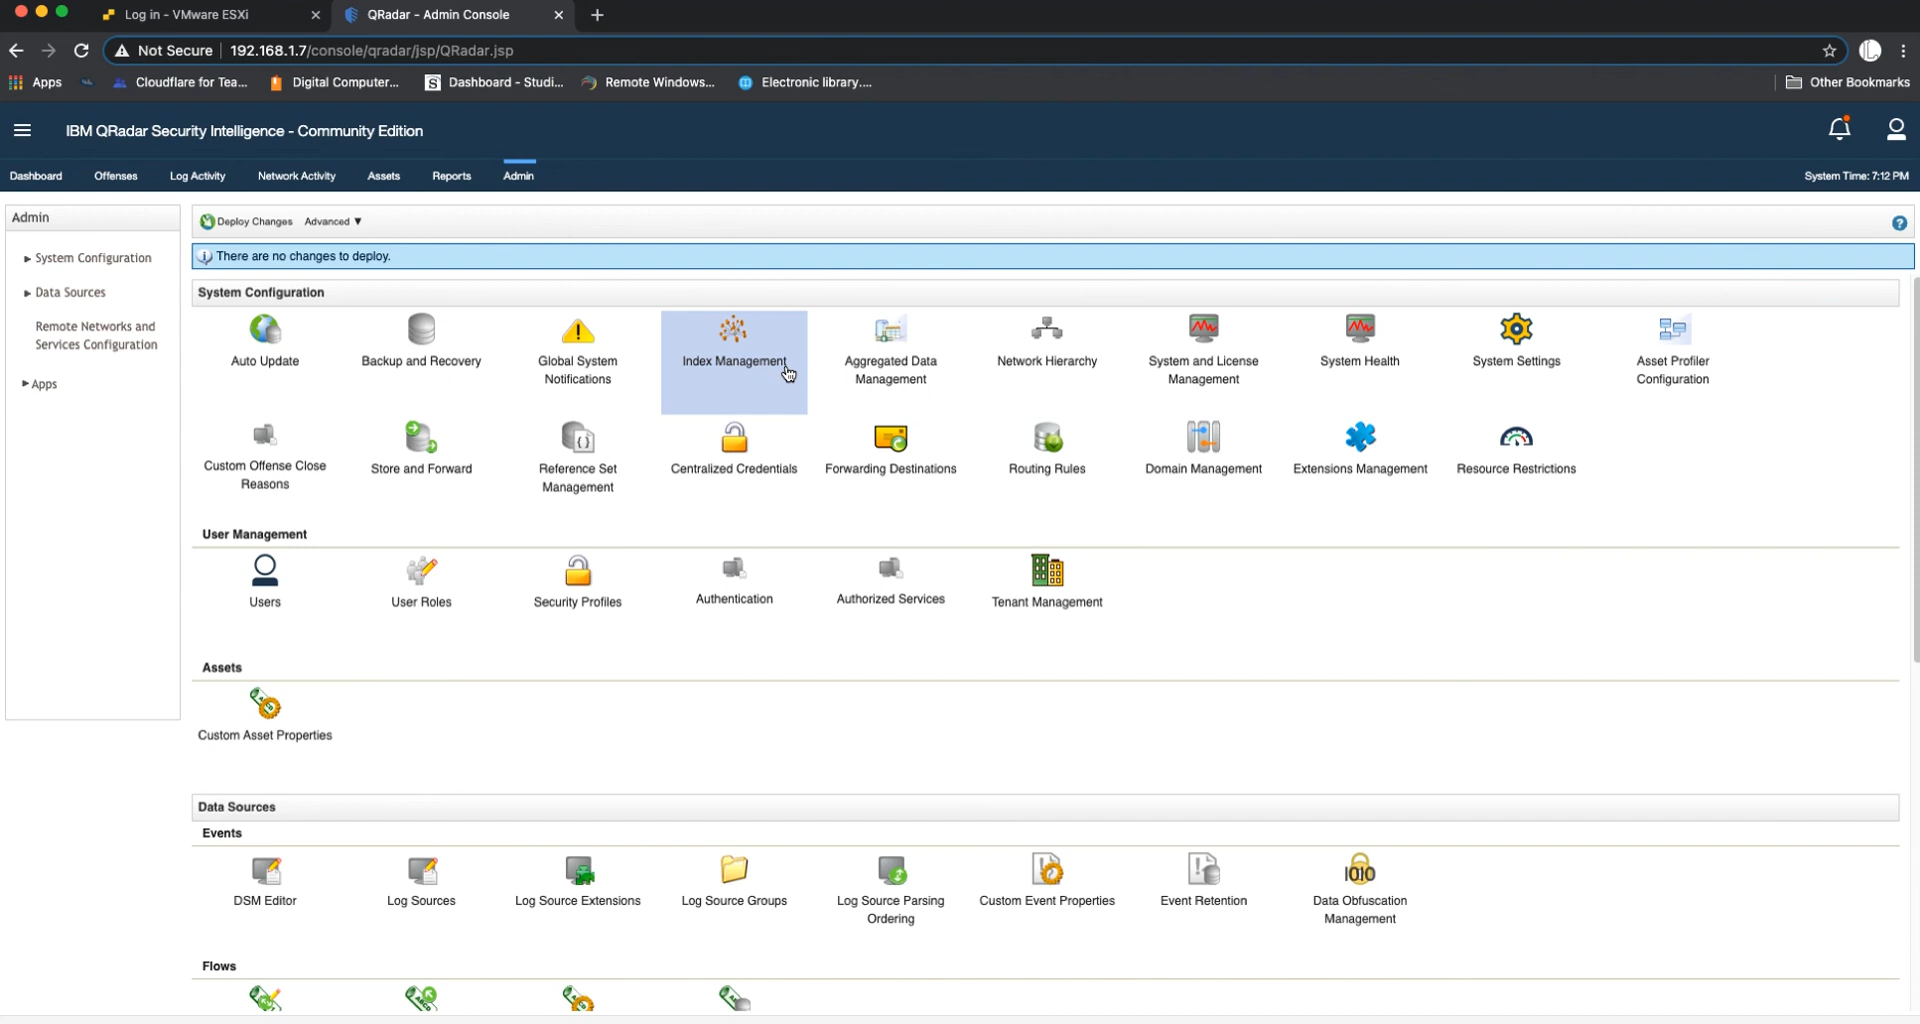 Log in - VMware ESXi
QRadar - Admin Console
Not Secure
192.168.1.7/console/qradar/jsp/QRadar.jsp
Apps
Cloudflare for Tea...
Digital Computer...
S
Dashboard - Studi...
Remote Windows...
Electronic library....
Other Bookmarks
IBM QRadar Security Intelligence - Community Edition
Dashboard
Offenses
Log Activity
Network Activity
Assets
Reports
Admin
System Time: 7:12 PM
Admin
System Configuration
Data Sources
Remote Networks and
Services Configuration
Apps
Deploy Changes
Advanced ▼
?
There are no changes to deploy.
System Configuration
Auto Update
Backup and Recovery
Global System
Notifications
Index Management
Aggregated Data
Management
Network Hierarchy
System and License
Management
System Health
System Settings
Asset Profiler
Configuration
Custom Offense Close
Reasons
Store and Forward
Reference Set
Management
Centralized Credentials
Forwarding Destinations
Routing Rules
Domain Management
Extensions Management
Resource Restrictions
User Management
Users
User Roles
Security Profiles
Authentication
Authorized Services
Tenant Management
Assets
Custom Asset Properties
Data Sources
Events
DSM Editor
Log Sources
Log Source Extensions
Log Source Groups
Log Source Parsing
Ordering
Custom Event Properties
Event Retention
1010
Data Obfuscation
Management
Flows